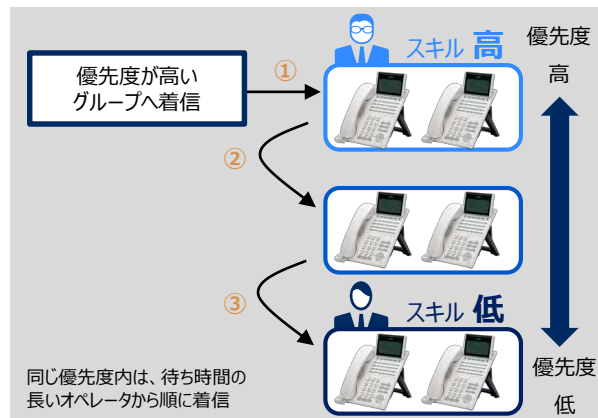 優先度が高い
グループへ着信
①
スキル 高
優先度
高
②
③
スキル 低
同じ優先度内は、待ち時間の
長いオペレータから順に着信
優先度
低